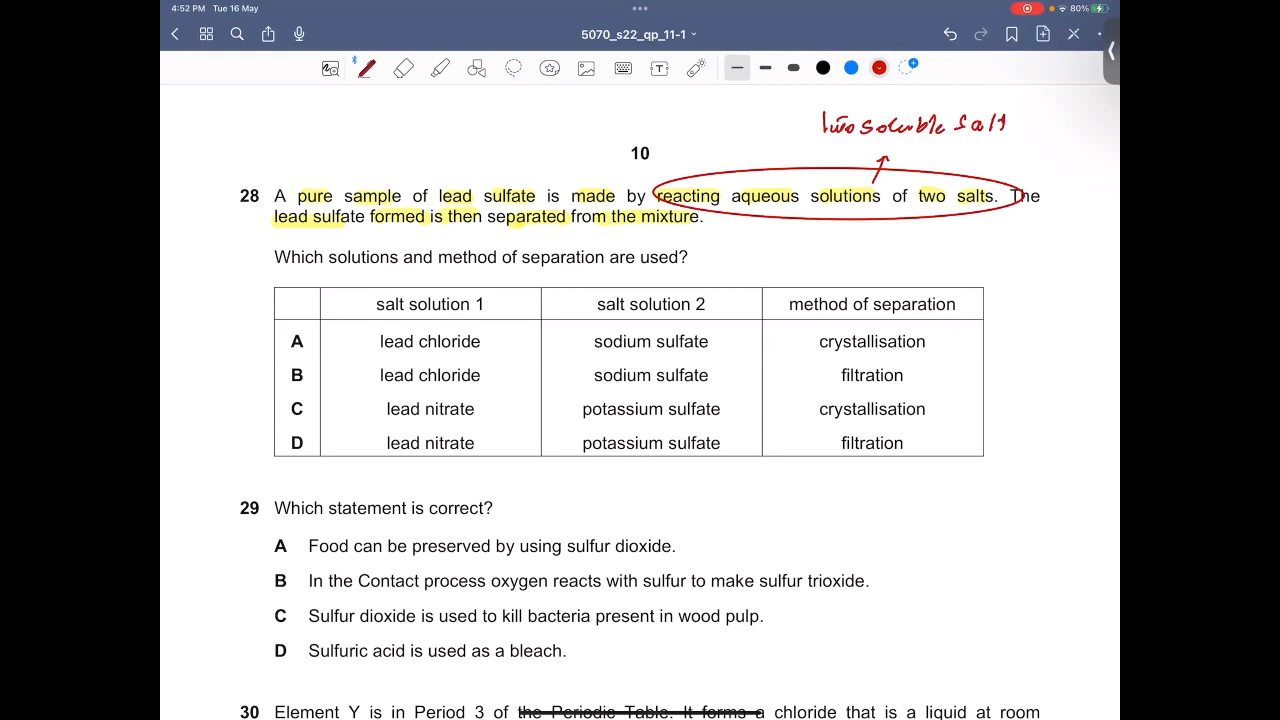 4:52 PM Tue 16 May
80%
5070_s22_qp_11-1
two soluble salt
10
28 A pure sample of lead sulfate is made by reacting aqueous solutions of two salts. The
lead sulfate formed is then separated from the mixture.
Which solutions and method of separation are used?
salt solution 1 salt solution 2 method of separation
A lead chloride sodium sulfate crystallisation
B lead chloride sodium sulfate filtration
C lead nitrate potassium sulfate crystallisation
D lead nitrate potassium sulfate filtration
29 Which statement is correct?
A Food can be preserved by using sulfur dioxide.
B In the Contact process oxygen reacts with sulfur to make sulfur trioxide.
C Sulfur dioxide is used to kill bacteria present in wood pulp.
D Sulfuric acid is used as a bleach.
30 Element Y is in Period 3 of the Periodic Table. It forms a chloride that is a liquid at room